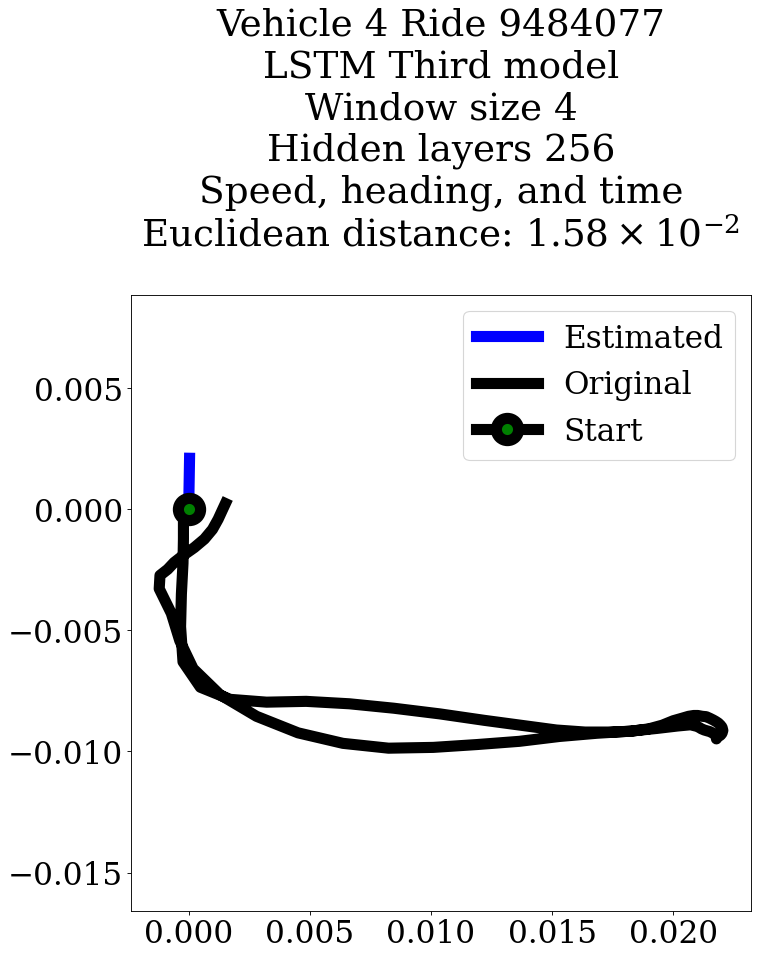 Vehicle 4 Ride 9484077
LSTM Third model
Window size 4
Hidden layers 256
Speed, heading, and time
Euclidean distance: 1.58 × 10⁻²
Estimated
Original
Start
0.005
0.000
−0.005
−0.010
−0.015
0.000 0.005 0.010 0.015 0.020